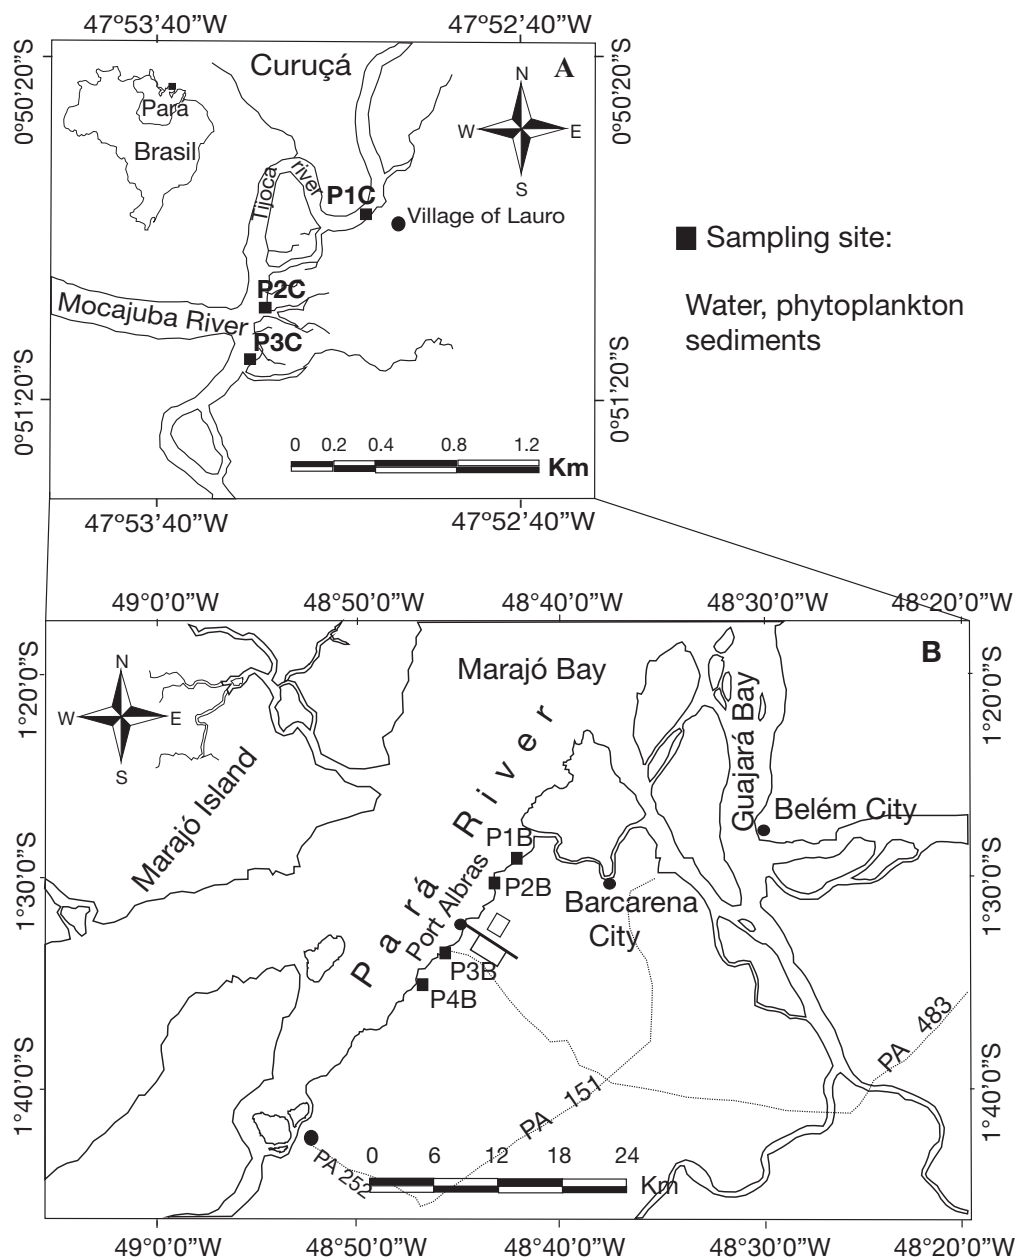 47°53'40"W
47°52'40"W
0°50'20"S
0°50'20"S
Curuçá
A
N
W
E
S
Pará
Brasil
Tijoca
river
P1C
Village of Lauro
P2C
Mocajuba River
P3C
0°51'20"S
0°51'20"S
0 0.2 0.4 0.8 1.2
Km
47°53'40"W
47°52'40"W
Sampling site:
Water, phytoplankton
sediments
49°0'0"W
48°50'0"W
48°40'0"W
48°30'0"W
48°20'0"W
1°20'0"S
1°20'0"S
B
Marajó Bay
N
W
E
S
Marajó Island
Pará River
Guajará Bay
Belém City
P1B
P2B
Port Albras
Barcarena
City
P3B
P4B
1°30'0"S
1°30'0"S
PA 483
PA 151
PA 252
1°40'0"S
1°40'0"S
0 6 12 18 24
Km
49°0'0"W
48°50'0"W
48°40'0"W
48°30'0"W
48°20'0"W